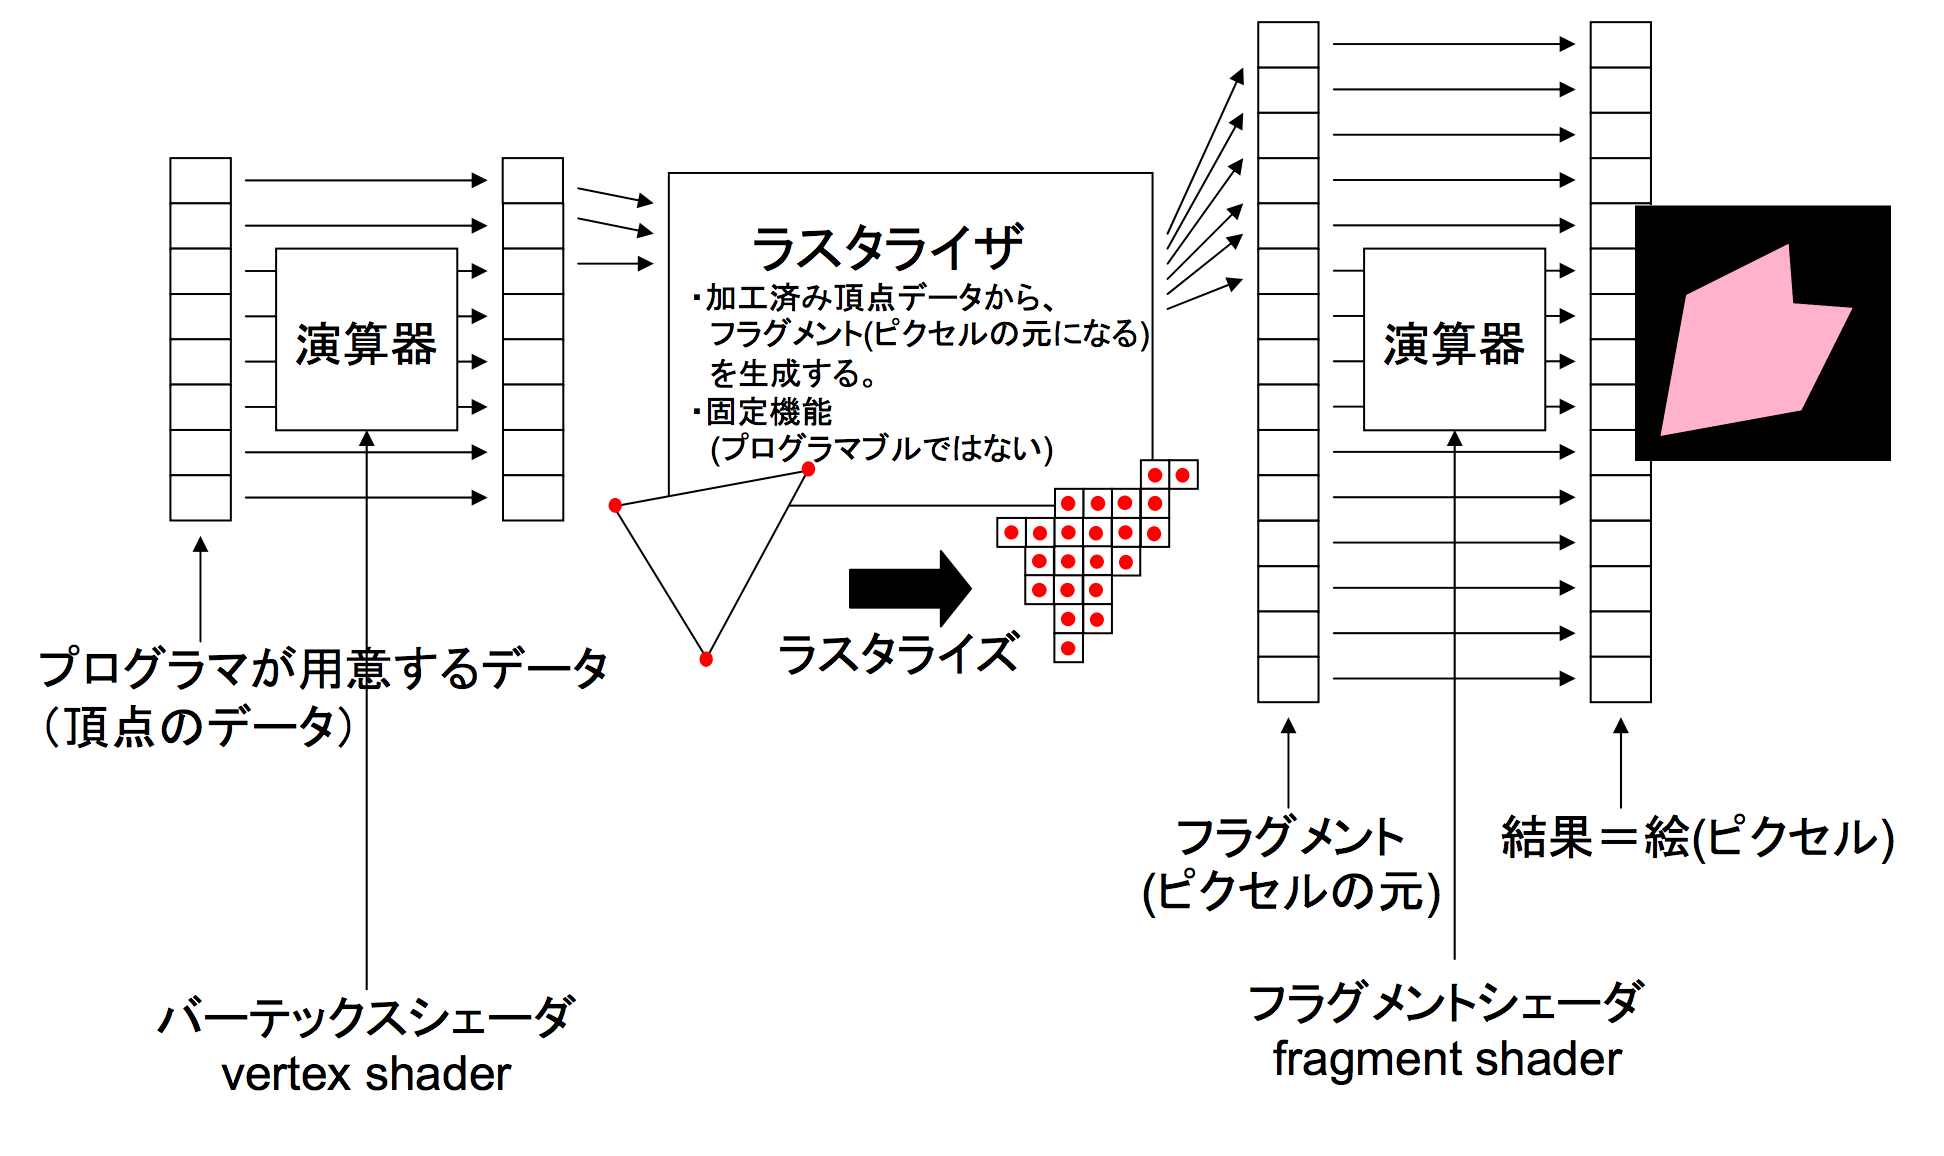 ラスタライザ
・加工済み頂点データから、
フラグメント(ピクセルの元になる)
を生成する。
・固定機能
(プログラマブルではない)
演算器
演算器
ラスタライズ
プログラマが用意するデータ
（頂点のデータ）
フラグメント
(ピクセルの元)
結果＝絵(ピクセル)
バーテックスシェーダ
vertex shader
フラグメントシェーダ
fragment shader